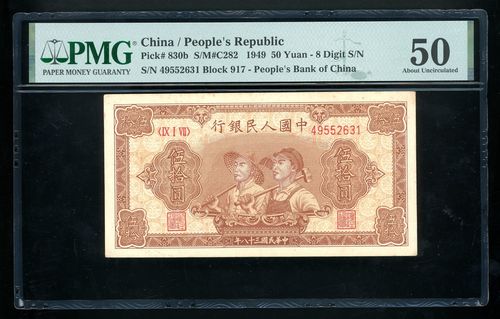 PMG
PAPER MONEY GUARANTY
China / People's Republic
Pick# 830b S/M#C282 1949 50 Yuan - 8 Digit S/N
S/N 49552631 Block 917 - People's Bank of China
50
About Uncirculated
行銀民人國中
〈IX I VII〉
49552631
伍拾圓
伍拾圓
年八十三國民華中